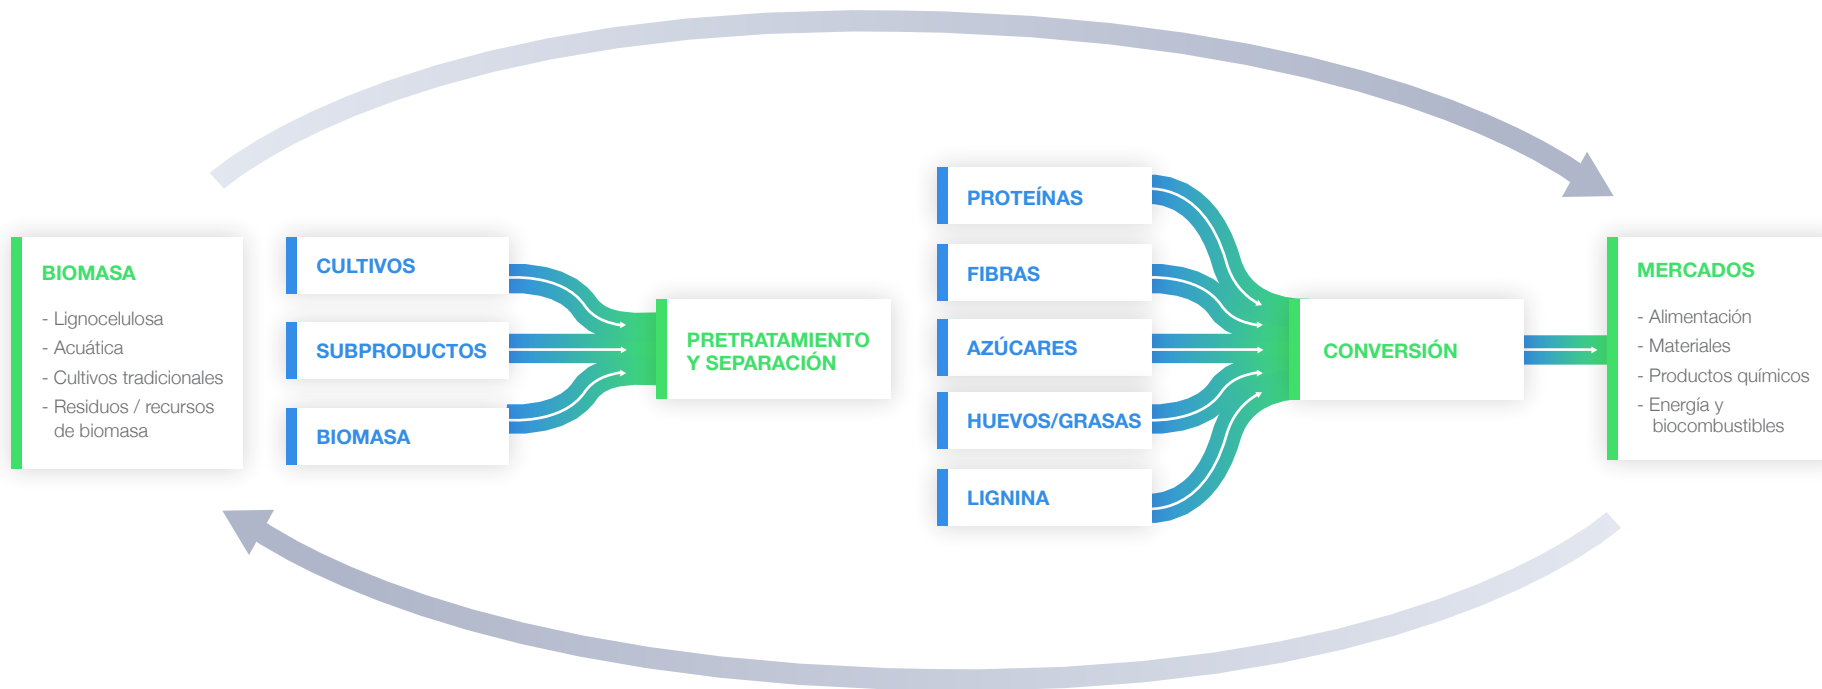 BIOMASA
- Lignocelulosa
- Acuática
- Cultivos tradicionales
- Residuos / recursos
de biomasa
CULTIVOS
SUBPRODUCTOS
BIOMASA
PRETRATAMIENTO
Y SEPARACIÓN
PROTEÍNAS
FIBRAS
AZÚCARES
HUEVOS/GRASAS
LIGNINA
CONVERSIÓN
MERCADOS
- Alimentación
- Materiales
- Productos químicos
- Energía y
biocombustibles